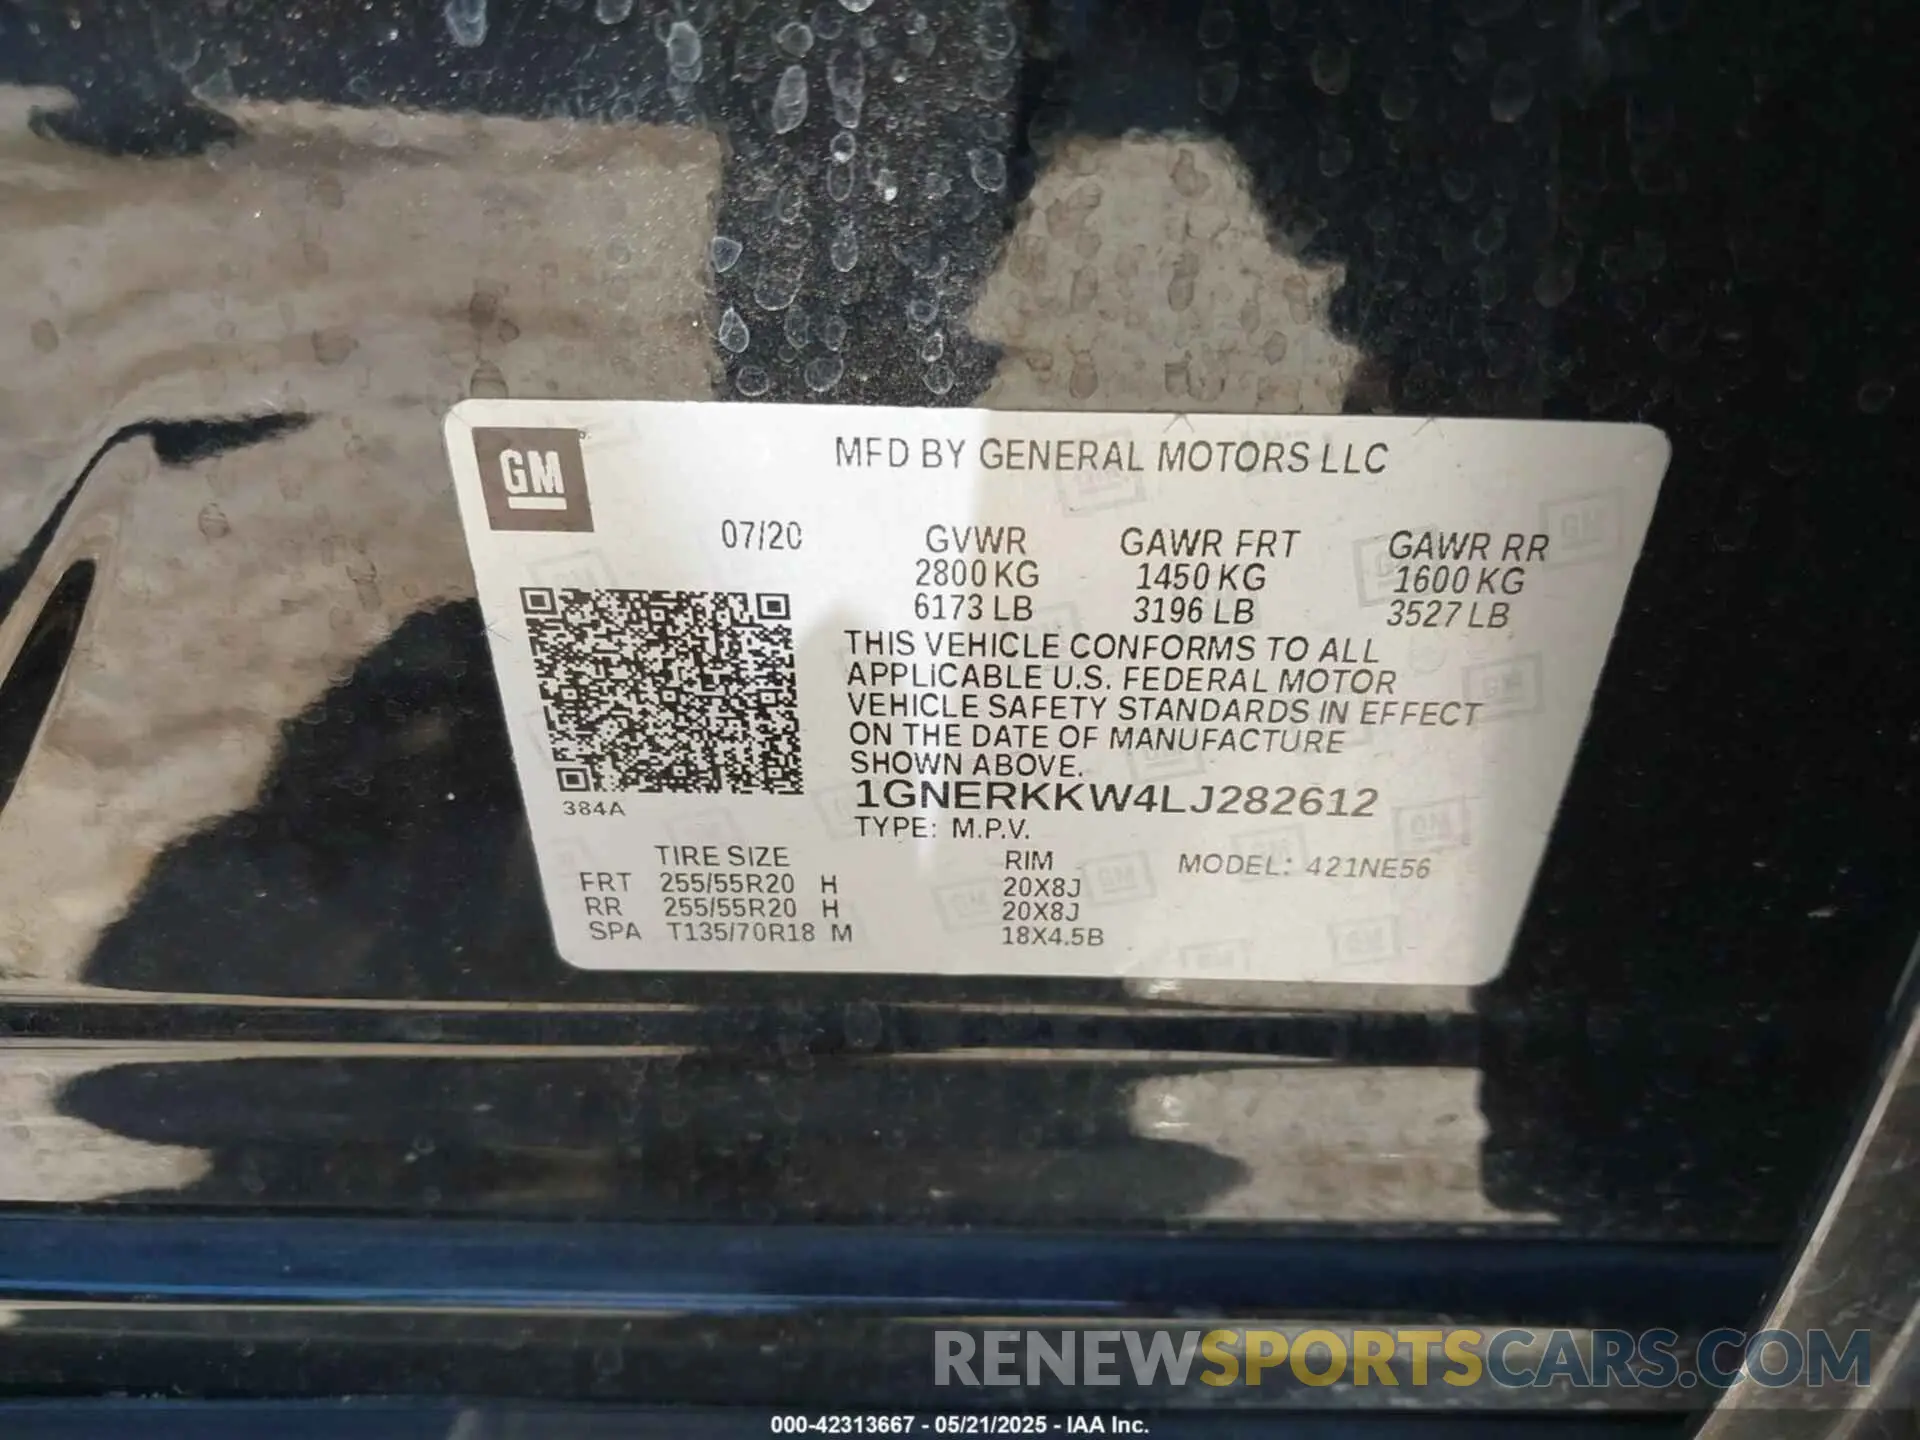 GM
MFD BY GENERAL MOTORS LLC
07/20 GVWR GAWR FRT GAWR RR
2800 KG 1450 KG 1600 KG
6173 LB 3196 LB 3527 LB
THIS VEHICLE CONFORMS TO ALL
APPLICABLE U.S. FEDERAL MOTOR
VEHICLE SAFETY STANDARDS IN EFFECT
ON THE DATE OF MANUFACTURE
SHOWN ABOVE.
384A
1GNERKKW4LJ282612
TYPE: M.P.V.
TIRE SIZE RIM MODEL: 421NE56
FRT 255/55R20 H 20X8J
RR 255/55R20 H 20X8J
SPA T135/70R18 M 18X4.5B
RENEWSPORTSCARS.COM
000-42313667 - 05/21/2025 - IAA Inc.